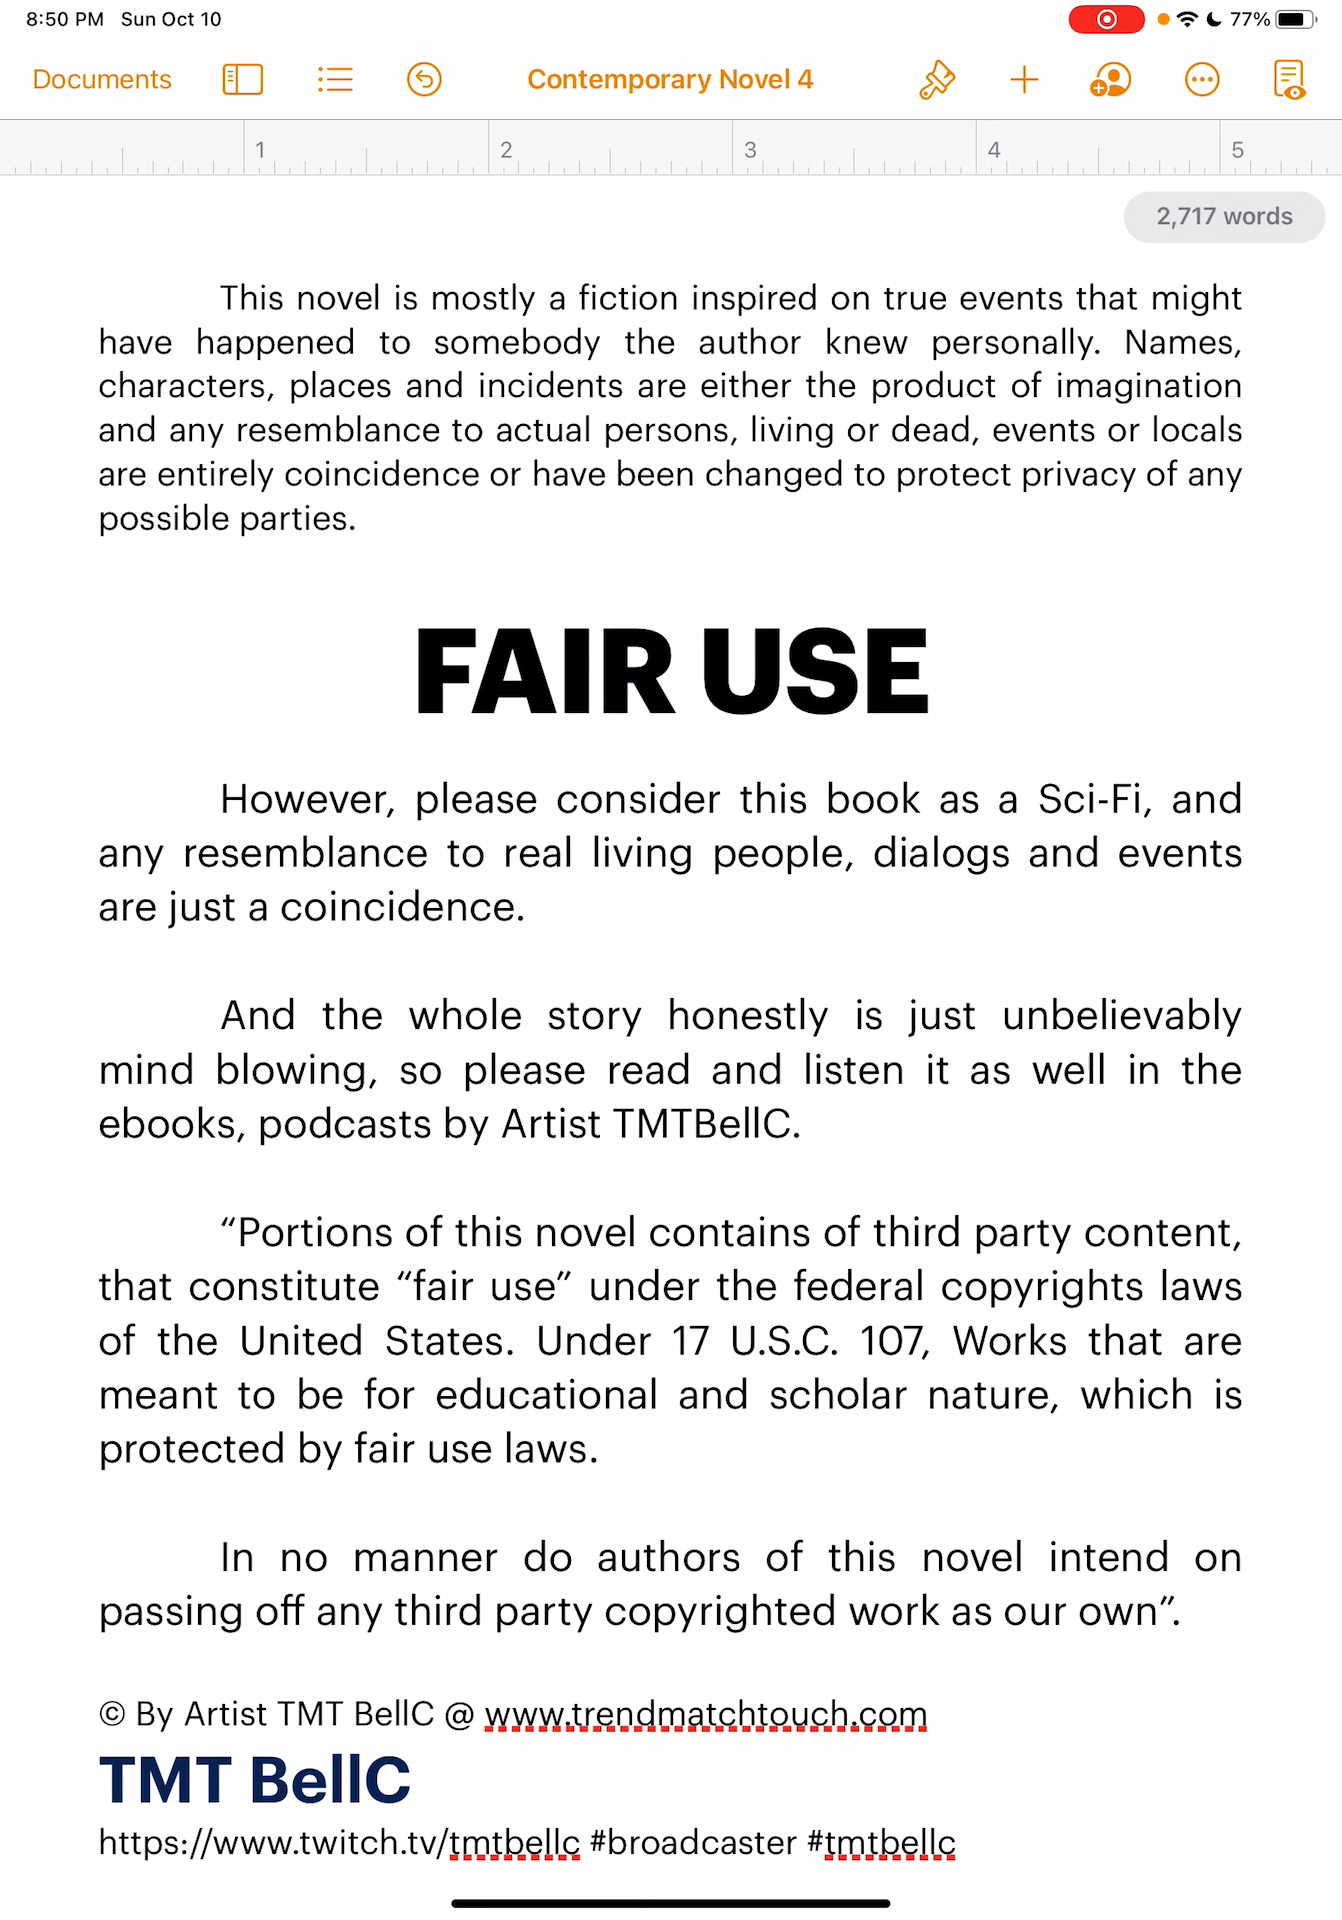 8:50 PM Sun Oct 10 77%
Documents Contemporary Novel 4
1 2 3 4 5
2,717 words
This novel is mostly a fiction inspired on true events that might
have happened to somebody the author knew personally. Names,
characters, places and incidents are either the product of imagination
and any resemblance to actual persons, living or dead, events or locals
are entirely coincidence or have been changed to protect privacy of any
possible parties.
FAIR USE
However, please consider this book as a Sci-Fi, and
any resemblance to real living people, dialogs and events
are just a coincidence.
And the whole story honestly is just unbelievably
mind blowing, so please read and listen it as well in the
ebooks, podcasts by Artist TMTBellC.
“Portions of this novel contains of third party content,
that constitute “fair use” under the federal copyrights laws
of the United States. Under 17 U.S.C. 107, Works that are
meant to be for educational and scholar nature, which is
protected by fair use laws.
In no manner do authors of this novel intend on
passing off any third party copyrighted work as our own”.
© By Artist TMT BellC @ www.trendmatchtouch.com
TMT BellC
https://www.twitch.tv/tmtbellc #broadcaster #tmtbellc